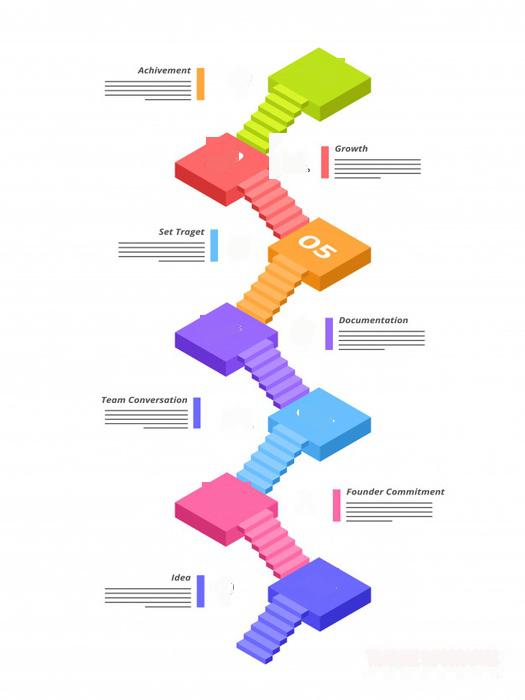 Achivement
Growth
Set Traget
05
Documentation
Team Conversation
Founder Commitment
Idea